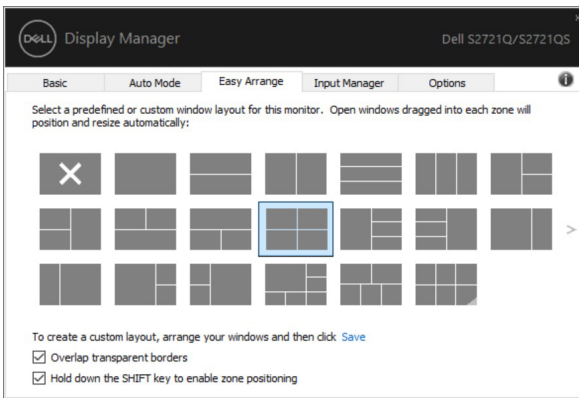 DELL Display Manager Dell S2721Q/S2721QS
Basic Auto Mode Easy Arrange Input Manager Options
Select a predefined or custom window layout for this monitor. Open windows dragged into each zone will
position and resize automatically:
To create a custom layout, arrange your windows and then click Save
Overlap transparent borders
Hold down the SHIFT key to enable zone positioning